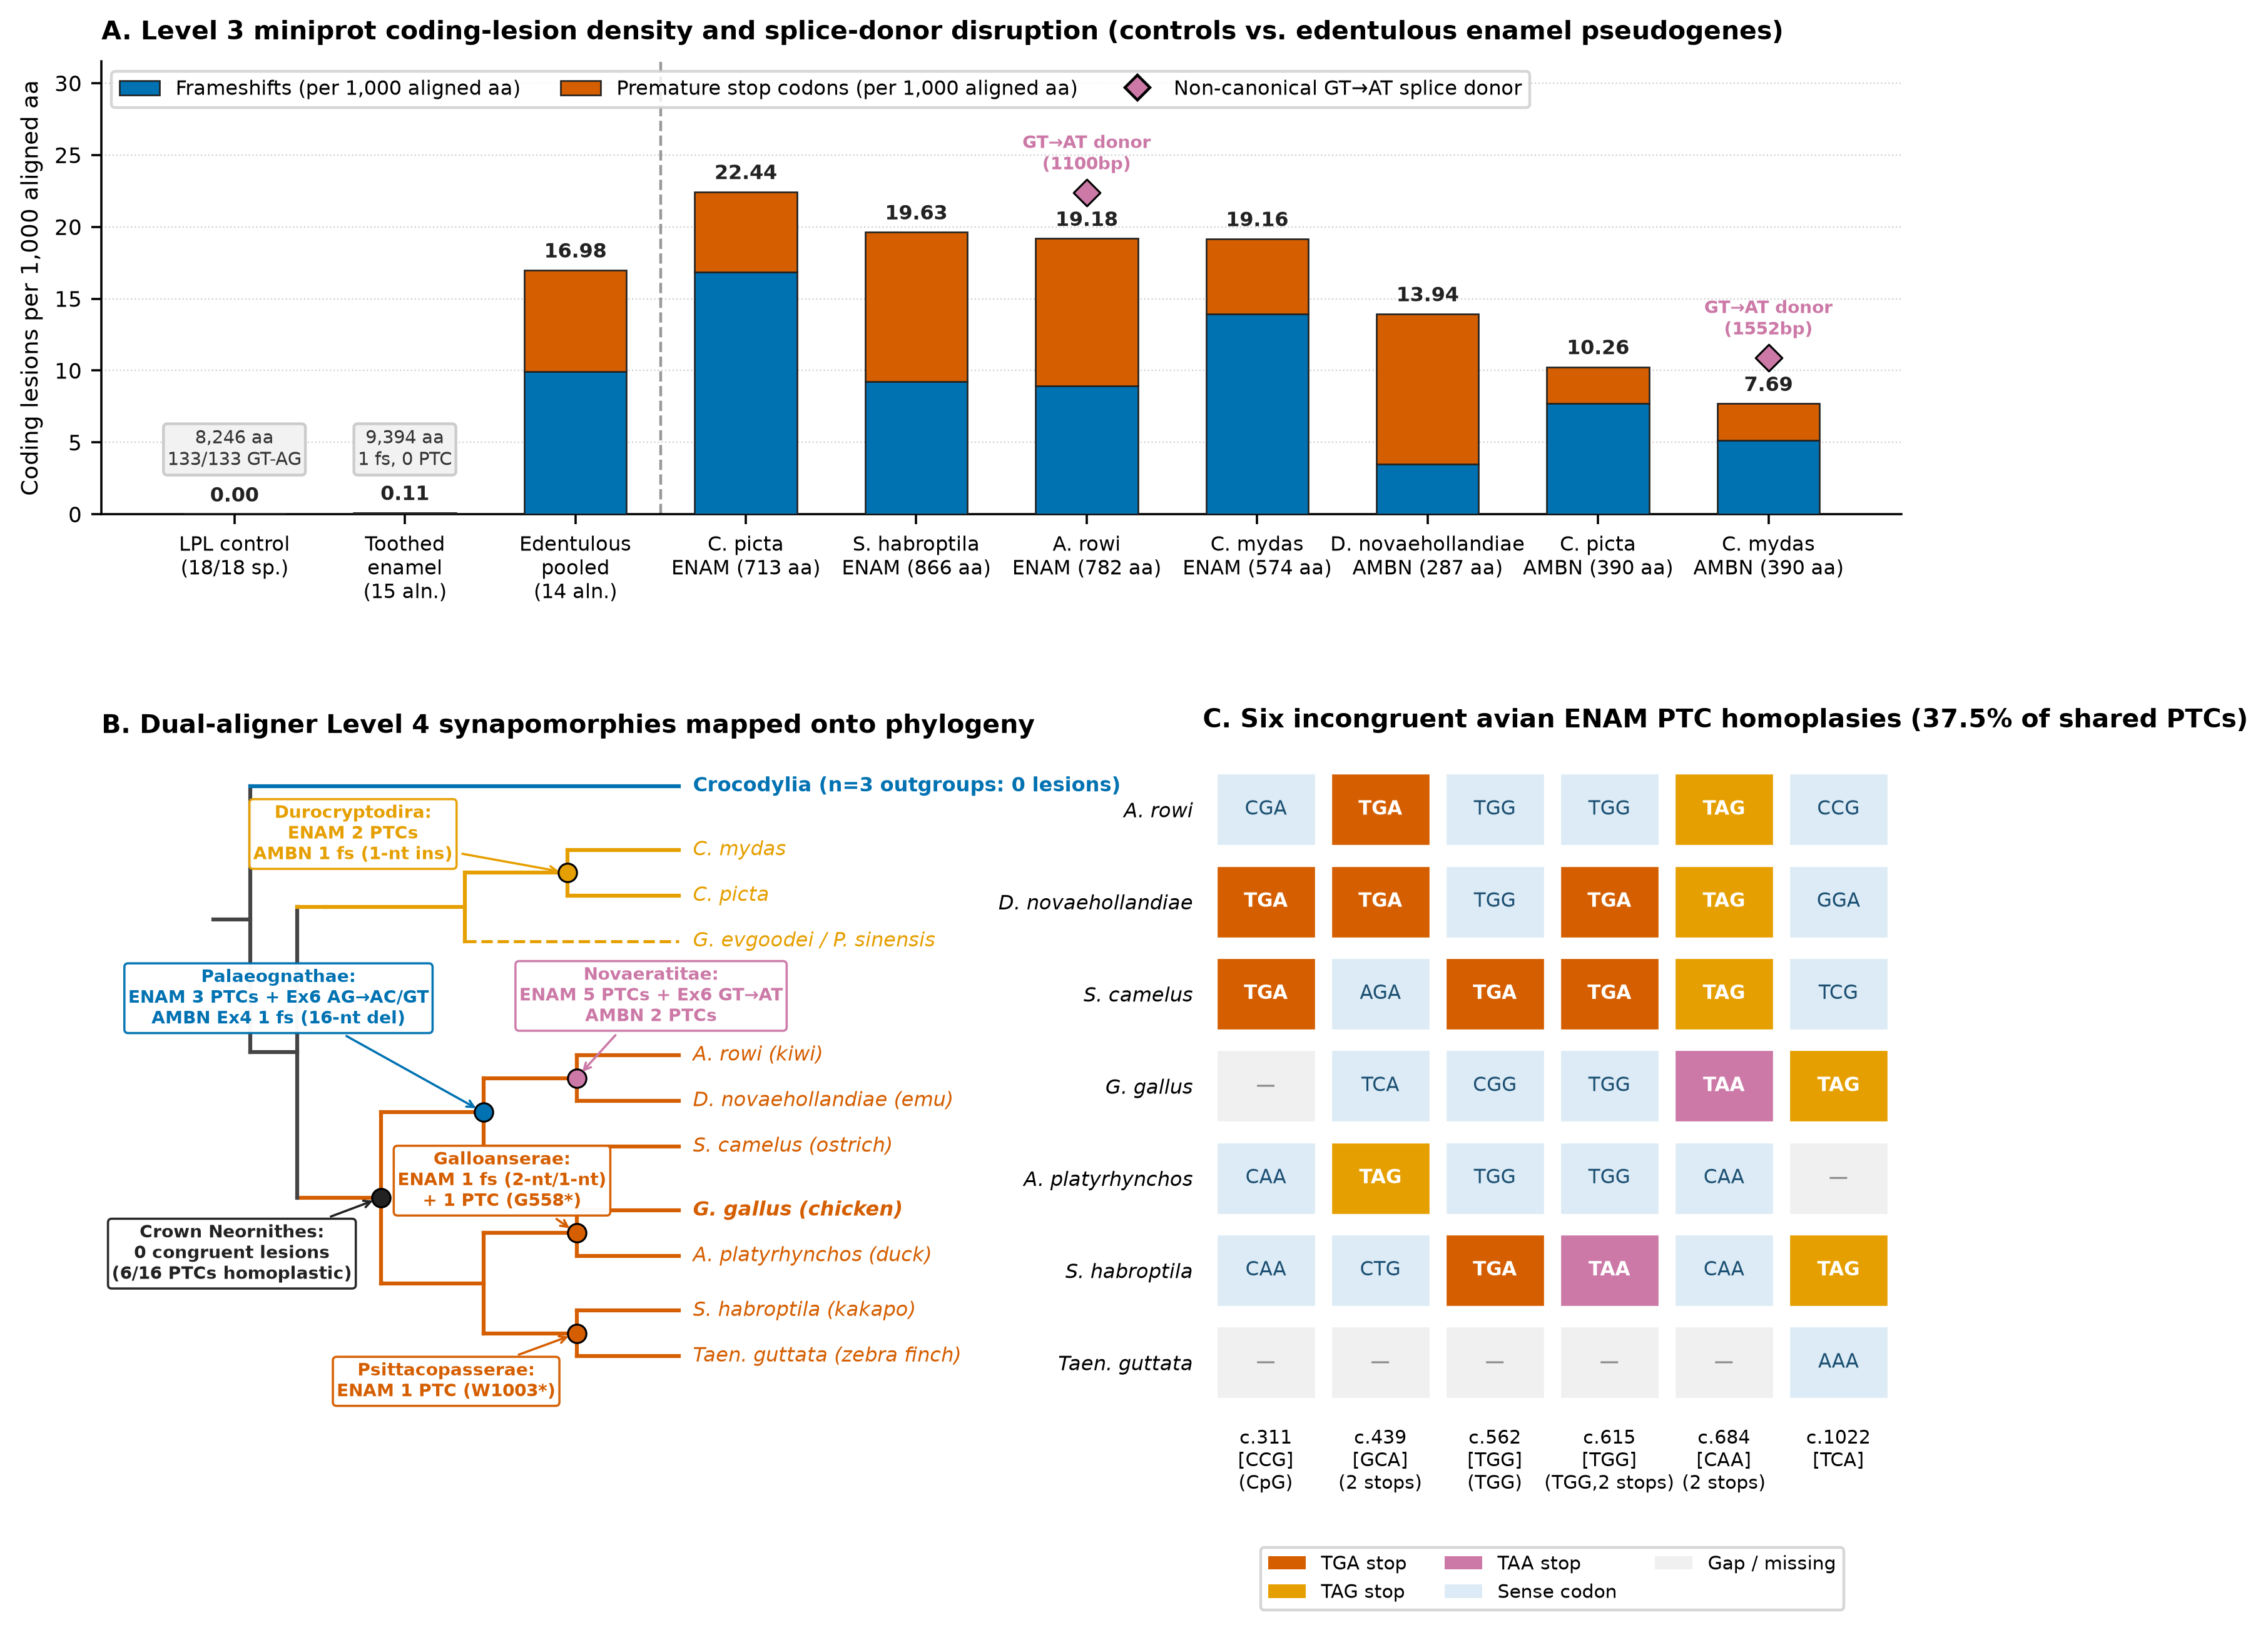 A. Level 3 miniprot coding-lesion density and splice-donor disruption (controls vs. edentulous enamel pseudogenes)
Coding lesions per 1,000 aligned aa
30
25
20
15
10
5
0
Frameshifts (per 1,000 aligned aa)
Premature stop codons (per 1,000 aligned aa)
Non-canonical GT→AT splice donor
8,246 aa
133/133 GT-AG
0.00
9,394 aa
1 fs, 0 PTC
0.11
16.98
22.44
19.63
GT→AT donor
(1100bp)
19.18
19.16
13.94
10.26
GT→AT donor
(1552bp)
7.69
LPL control
(18/18 sp.)
Toothed
enamel
(15 aln.)
Edentulous
pooled
(14 aln.)
C. picta
ENAM (713 aa)
S. habroptila
ENAM (866 aa)
A. rowi
ENAM (782 aa)
C. mydas
ENAM (574 aa)
D. novaehollandiae
AMBN (287 aa)
C. picta
AMBN (390 aa)
C. mydas
AMBN (390 aa)
B. Dual-aligner Level 4 synapomorphies mapped onto phylogeny
Crocodylia (n=3 outgroups: 0 lesions)
Durocryptodira:
ENAM 2 PTCs
AMBN 1 fs (1-nt ins)
C. mydas
C. picta
G. evgoodei / P. sinensis
Palaeognathae:
ENAM 3 PTCs + Ex6 AG→AC/GT
AMBN Ex4 1 fs (16-nt del)
Novaeratitae:
ENAM 5 PTCs + Ex6 GT→AT
AMBN 2 PTCs
A. rowi (kiwi)
D. novaehollandiae (emu)
S. camelus (ostrich)
Galloanserae:
ENAM 1 fs (2-nt/1-nt)
+ 1 PTC (G558*)
G. gallus (chicken)
A. platyrhynchos (duck)
Crown Neornithes:
0 congruent lesions
(6/16 PTCs homoplastic)
S. habroptila (kakapo)
Taen. guttata (zebra finch)
Psittacopasserae:
ENAM 1 PTC (W1003*)
C. Six incongruent avian ENAM PTC homoplasies (37.5% of shared PTCs)
A. rowi CGA TGA TGG TGG TAG CCG
D. novaehollandiae TGA TGA TGG TGA TAG GGA
S. camelus TGA AGA TGA TGA TAG TCG
G. gallus — TCA CGG TGG TAA TAG
A. platyrhynchos CAA TAG TGG TGG CAA —
S. habroptila CAA CTG TGA TAA CAA TAG
Taen. guttata — — — — — AAA
c.311
[CCG]
(CpG)
c.439
[GCA]
(2 stops)
c.562
[TGG]
(TGG)
c.615
[TGG]
(TGG,2 stops)
c.684
[CAA]
(2 stops)
c.1022
[TCA]
TGA stop
TAG stop
TAA stop
Sense codon
Gap / missing